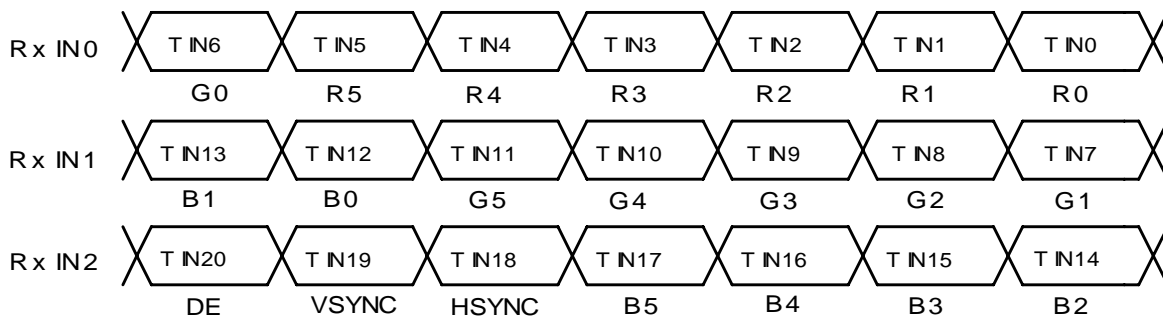 Rx IN0 TIN6 TIN5 TIN4 TIN3 TIN2 TIN1 TIN0
G0 R5 R4 R3 R2 R1 R0
Rx IN1 TIN13 TIN12 TIN11 TIN10 TIN9 TIN8 TIN7
B1 B0 G5 G4 G3 G2 G1
Rx IN2 TIN20 TIN19 TIN18 TIN17 TIN16 TIN15 TIN14
DE VSYNC HSYNC B5 B4 B3 B2